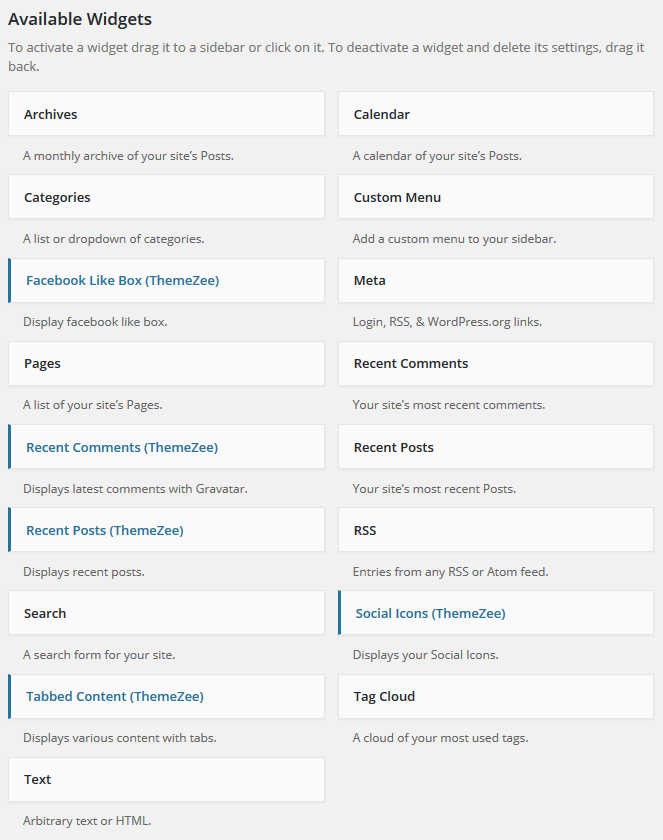 Available Widgets
To activate a widget drag it to a sidebar or click on it. To deactivate a widget and delete its settings, drag it
back.
Archives
A monthly archive of your site’s Posts.
Calendar
A calendar of your site’s Posts.
Categories
A list or dropdown of categories.
Custom Menu
Add a custom menu to your sidebar.
Facebook Like Box (ThemeZee)
Display facebook like box.
Meta
Login, RSS, & WordPress.org links.
Pages
A list of your site’s Pages.
Recent Comments
Your site’s most recent comments.
Recent Comments (ThemeZee)
Displays latest comments with Gravatar.
Recent Posts
Your site’s most recent Posts.
Recent Posts (ThemeZee)
Displays recent posts.
RSS
Entries from any RSS or Atom feed.
Search
A search form for your site.
Social Icons (ThemeZee)
Displays your Social Icons.
Tabbed Content (ThemeZee)
Displays various content with tabs.
Tag Cloud
A cloud of your most used tags.
Text
Arbitrary text or HTML.